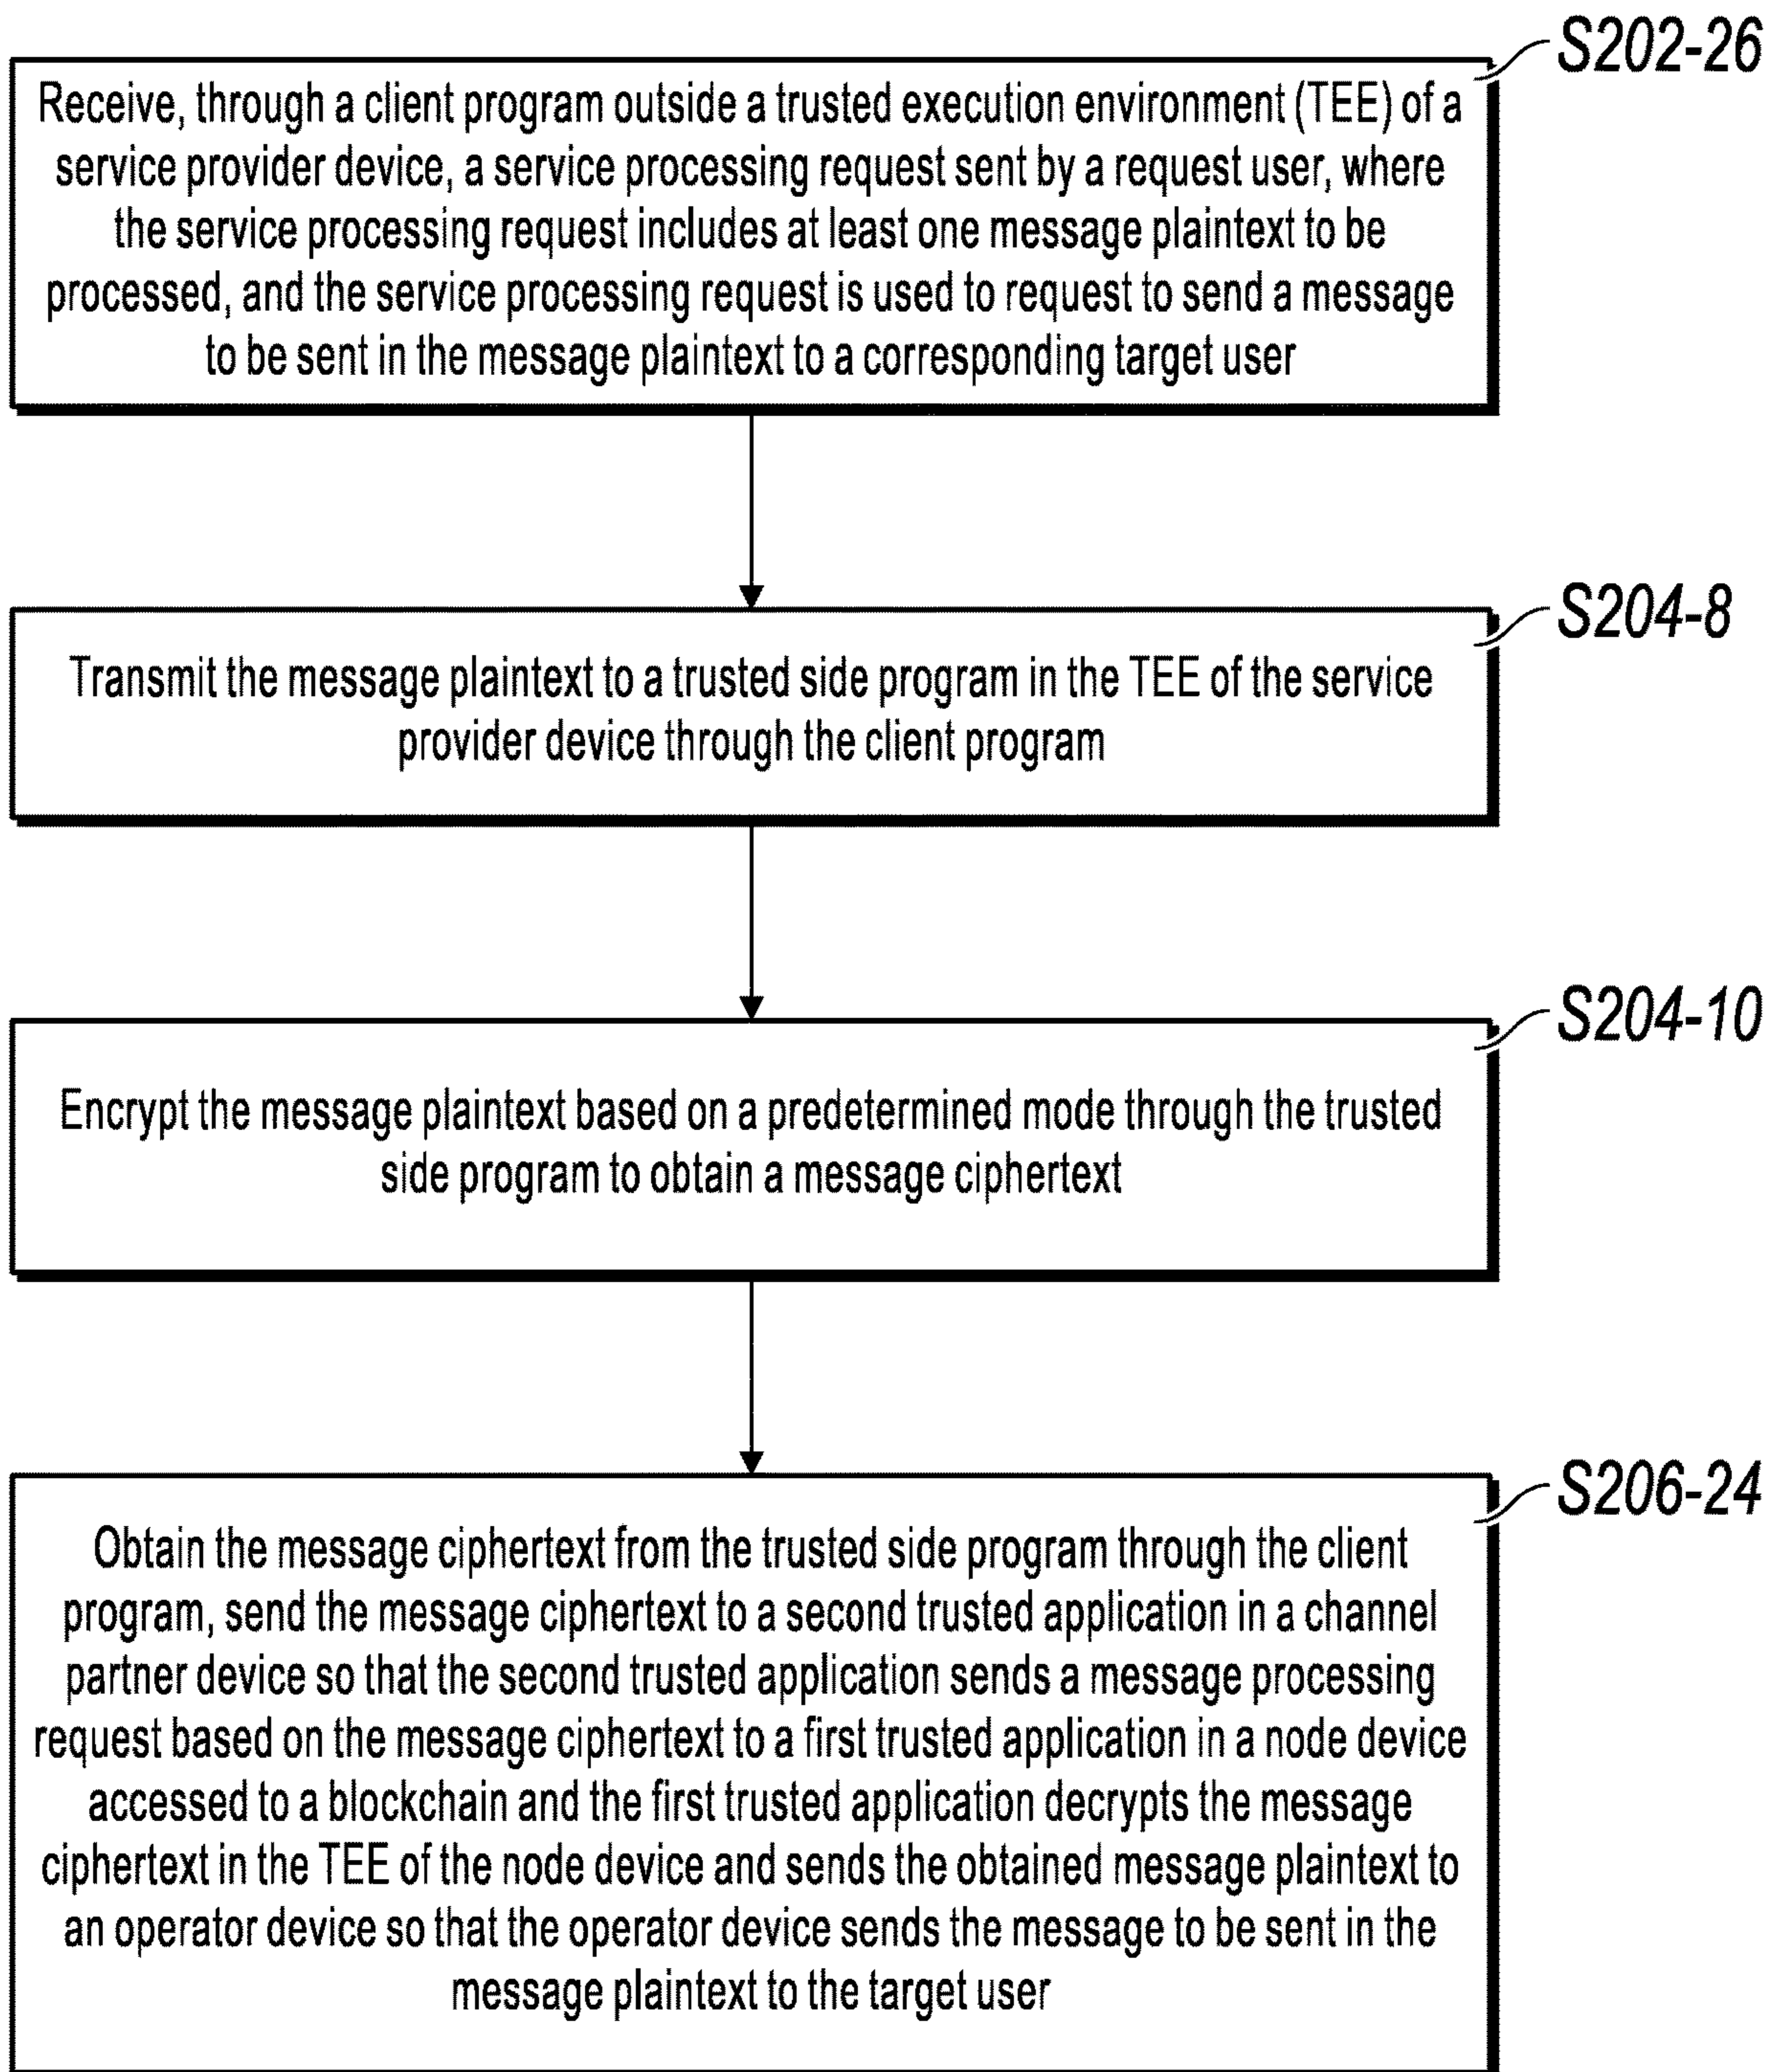 S202-26
Receive, through a client program outside a trusted execution environment (TEE) of a
service provider device, a service processing request sent by a request user, where
the service processing request includes at least one message plaintext to be
processed, and the service processing request is used to request to send a message
to be sent in the message plaintext to a corresponding target user
S204-8
Transmit the message plaintext to a trusted side program in the TEE of the service
provider device through the client program
S204-10
Encrypt the message plaintext based on a predetermined mode through the trusted
side program to obtain a message ciphertext
S206-24
Obtain the message ciphertext from the trusted side program through the client
program, send the message ciphertext to a second trusted application in a channel
partner device so that the second trusted application sends a message processing
request based on the message ciphertext to a first trusted application in a node device
accessed to a blockchain and the first trusted application decrypts the message
ciphertext in the TEE of the node device and sends the obtained message plaintext to
an operator device so that the operator device sends the message to be sent in the
message plaintext to the target user